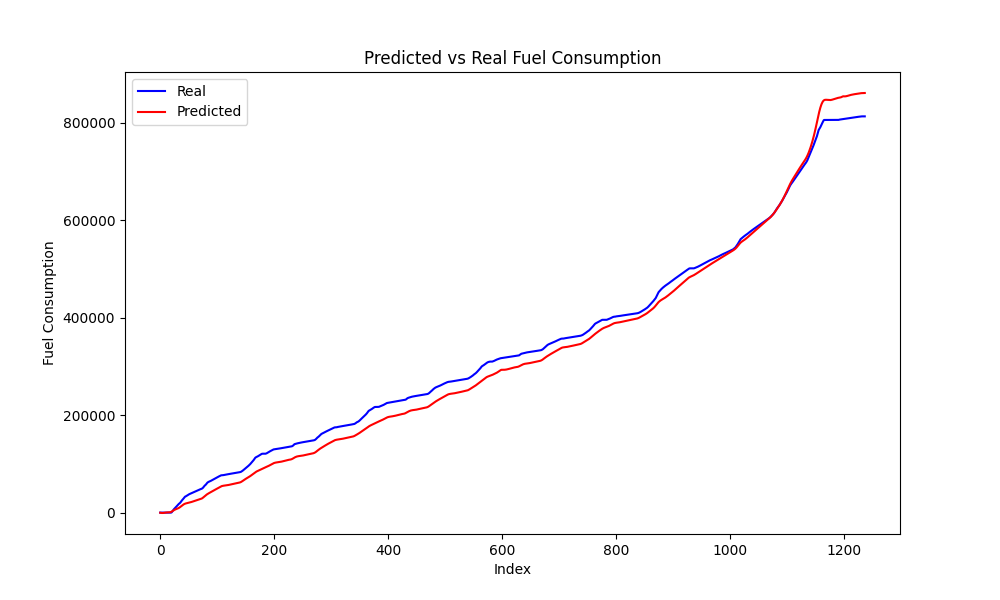 Predicted vs Real Fuel Consumption
Real
Predicted
Fuel Consumption
800000
600000
400000
200000
0
0 200 400 600 800 1000 1200
Index